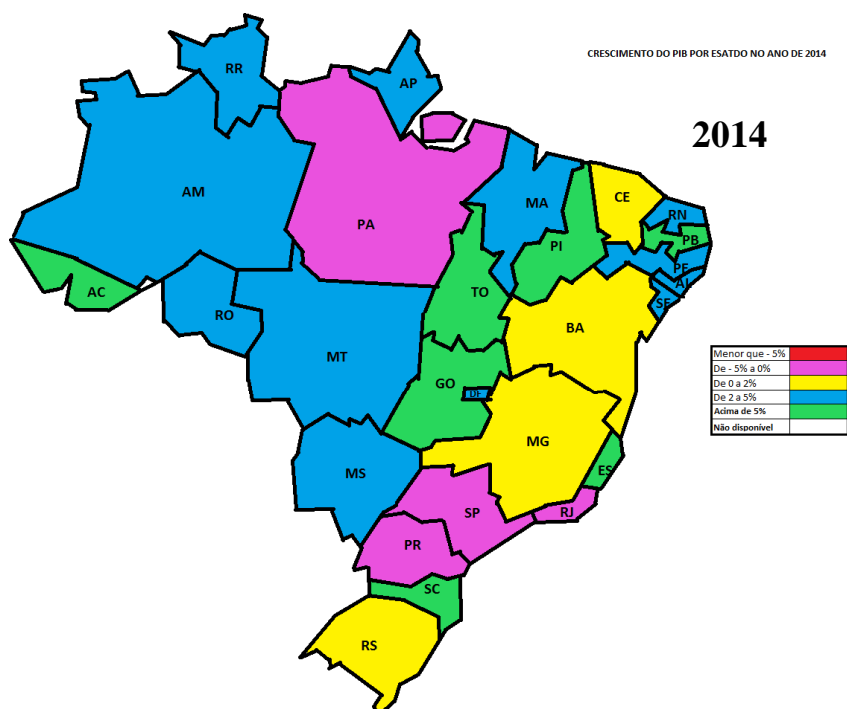 CRESCIMENTO DO PIB POR ESATDO NO ANO DE 2014
2014
RR
AP
AM
PA
MA
CE
RN
PI
PB
PE
AL
SE
AC
TO
RO
BA
MT
GO
DF
MG
MS
ES
SP
RJ
PR
SC
RS
Menor que - 5%
De - 5% a 0%
De 0 a 2%
De 2 a 5%
Acima de 5%
Não disponível